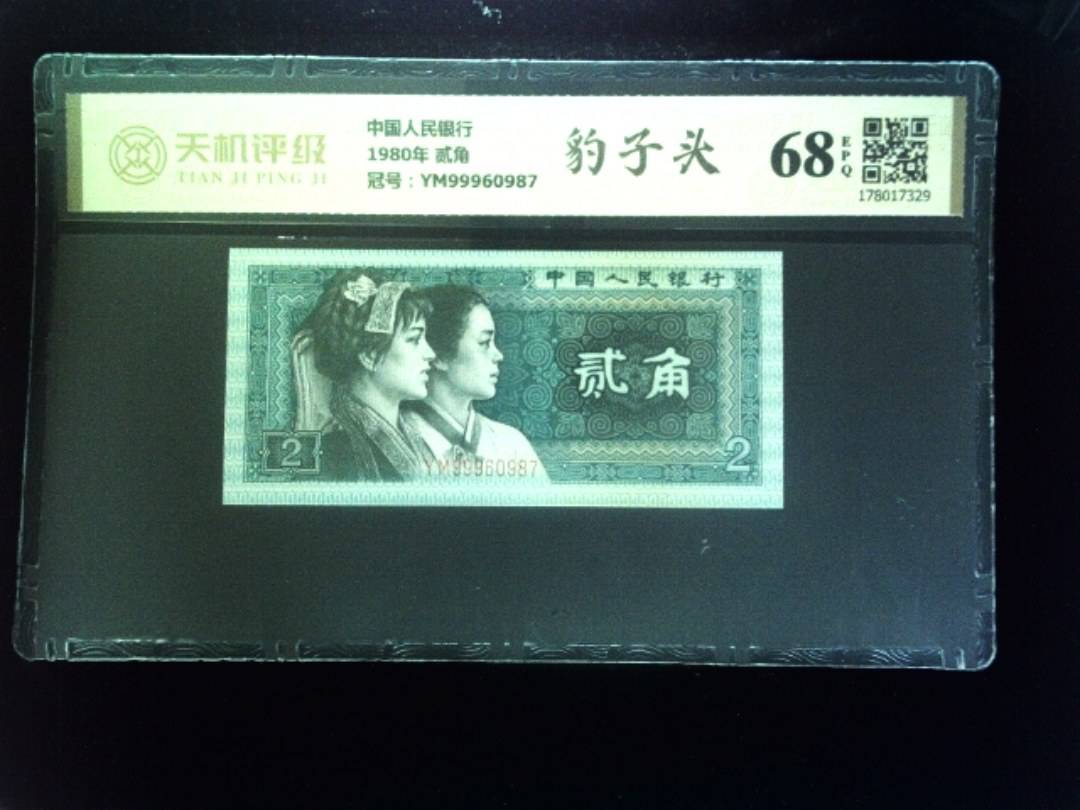 天机评级
TIAN JI PING JI
中国人民银行
1980年 贰角
冠号：YM99960987
豹子头
68
EPQ
178017329
中国人民银行
贰角
2
2
YM99960987